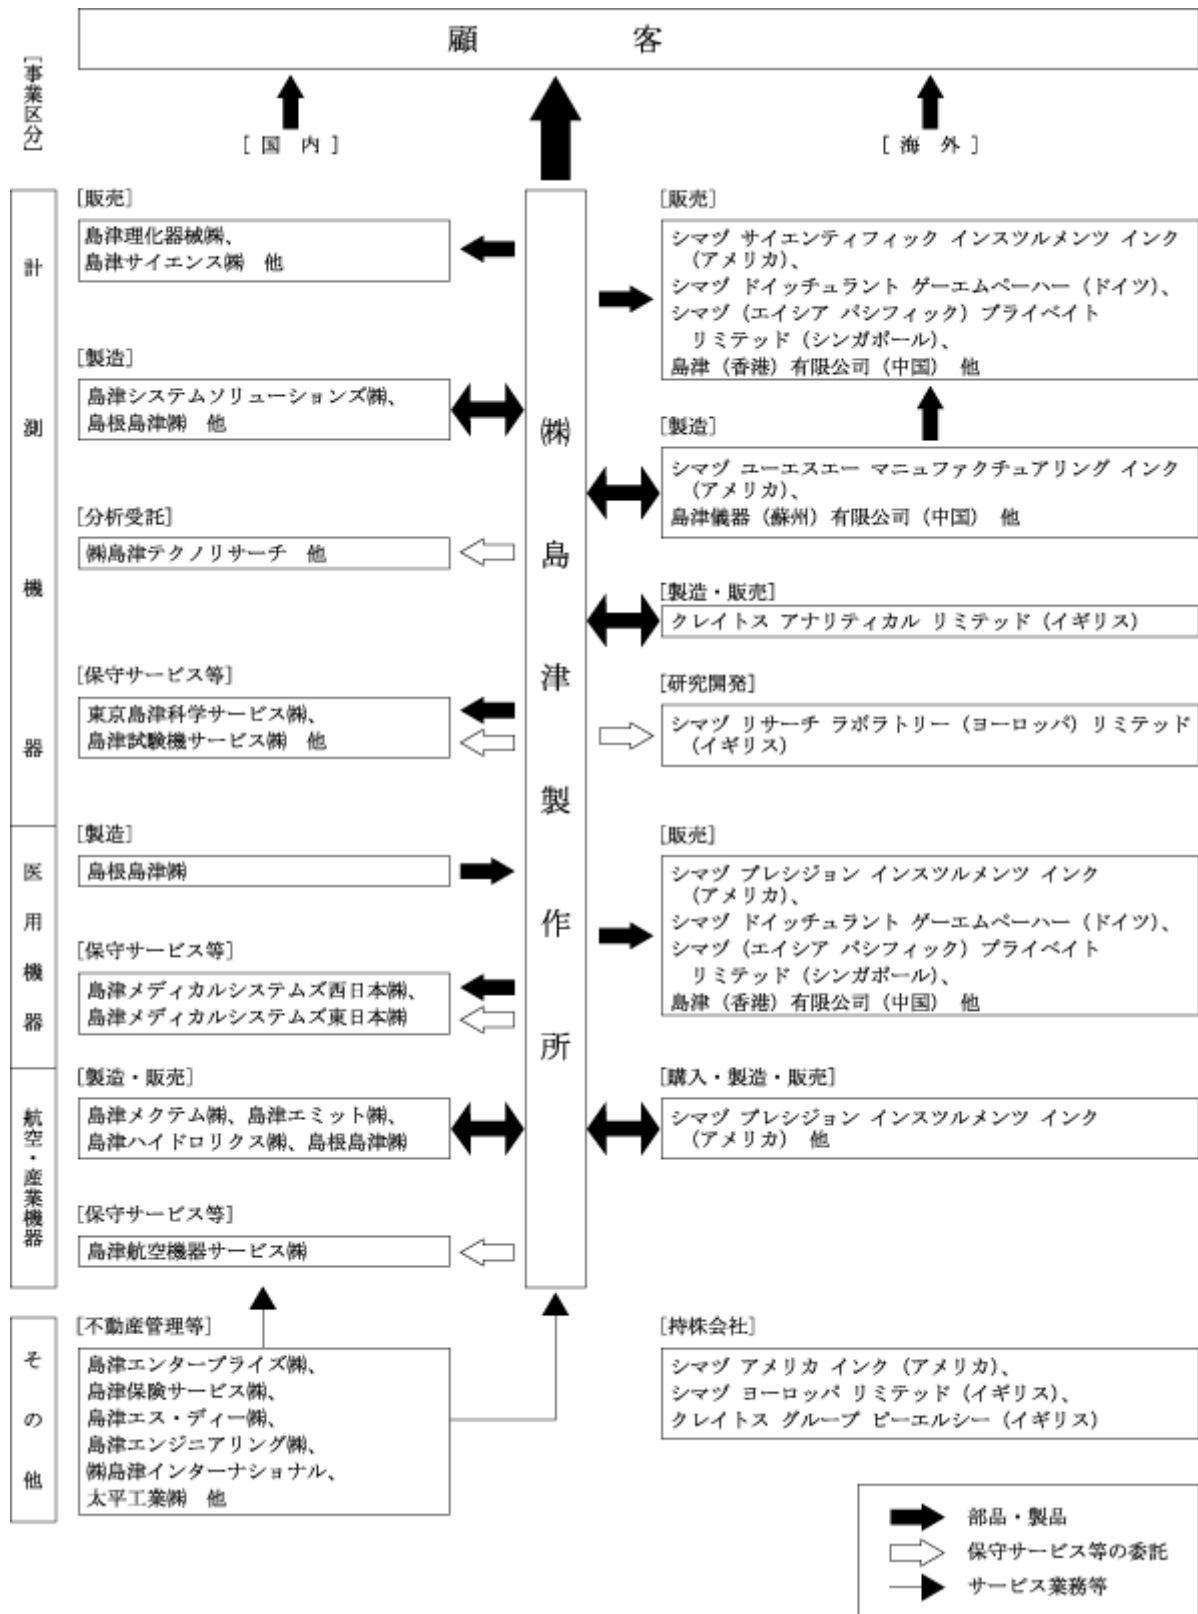 顧客
[事業区分]
[国内]
[海外]
計測機器
[販売]
島津理化器械㈱、
島津サイエンス㈱　他
[製造]
島津システムソリューションズ㈱、
島根島津㈱　他
[分析受託]
㈱島津テクノリサーチ　他
[保守サービス等]
東京島津科学サービス㈱、
島津試験機サービス㈱　他
医用機器
[製造]
島根島津㈱
[保守サービス等]
島津メディカルシステムズ西日本㈱、
島津メディカルシステムズ東日本㈱
航空・産業機器
[製造・販売]
島津メクテム㈱、島津エミット㈱、
島津ハイドロリクス㈱、島根島津㈱
[保守サービス等]
島津航空機器サービス㈱
㈱島津製作所
[販売]
シマヅ サイエンティフィック インスツルメンツ インク
(アメリカ)、
シマヅ ドイッチュラント ゲーエムベーハー（ドイツ）、
シマヅ（エイシア パシフィック）プライベイト
リミテッド（シンガポール）、
島津（香港）有限公司（中国）他
[製造]
シマヅ ユーエスエー マニュファクチュアリング インク
(アメリカ)、
島津儀器（蘇州）有限公司（中国）他
[製造・販売]
クレイトス アナリティカル リミテッド（イギリス）
[研究開発]
シマヅ リサーチ ラボラトリー（ヨーロッパ）リミテッド
(イギリス)
[販売]
シマヅ プレシジョン インスツルメンツ インク
(アメリカ)、
シマヅ ドイッチュラント ゲーエムベーハー（ドイツ）、
シマヅ（エイシア パシフィック）プライベイト
リミテッド（シンガポール）、
島津（香港）有限公司（中国）他
[購入・製造・販売]
シマヅ プレシジョン インスツルメンツ インク
(アメリカ)　他
その他
[不動産管理等]
島津エンタープライズ㈱、
島津保険サービス㈱、
島津エス・ディー㈱、
島津エンジニアリング㈱、
㈱島津インターナショナル、
太平工業㈱　他
[持株会社]
シマヅ アメリカ インク（アメリカ）、
シマヅ ヨーロッパ リミテッド（イギリス）、
クレイトス グループ ピーエルシー（イギリス）
部品・製品
保守サービス等の委託
サービス業務等